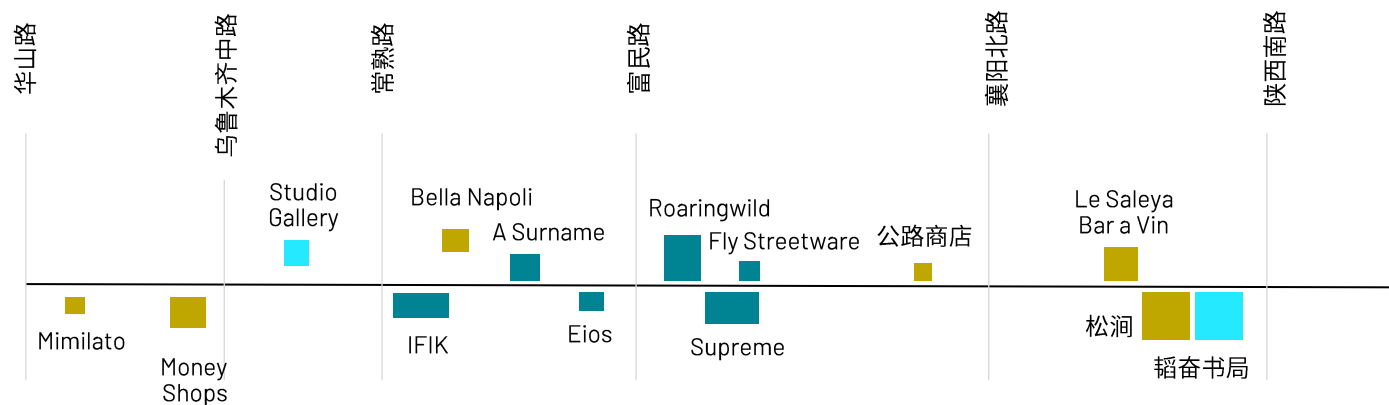 华山路
乌鲁木齐中路
常熟路
富民路
襄阳北路
陕西南路
Studio
Gallery
Bella Napoli
A Surname
Roaringwild
Fly Streetware
公路商店
Le Saleya
Bar a Vin
Mimilato
Money
Shops
IFIK
Eios
Supreme
松涧
韬奋书局